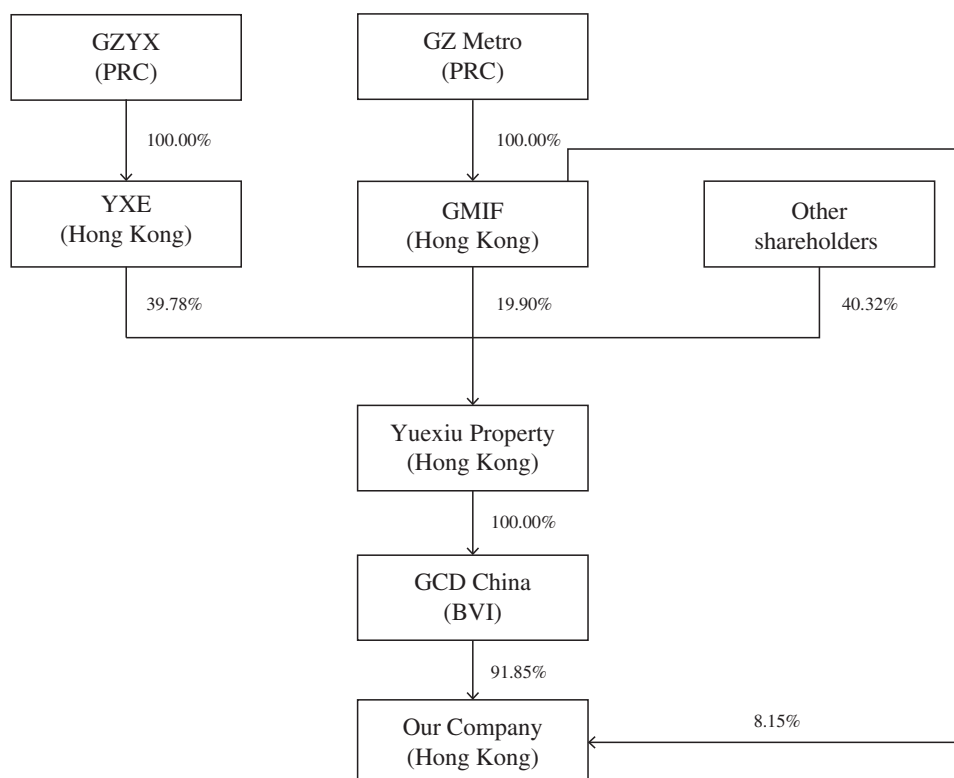 GZYX
(PRC)
GZ Metro
(PRC)
100.00%
100.00%
YXE
(Hong Kong)
GMIF
(Hong Kong)
Other
shareholders
39.78%
19.90%
40.32%
Yuexiu Property
(Hong Kong)
100.00%
GCD China
(BVI)
91.85%
Our Company
(Hong Kong)
8.15%